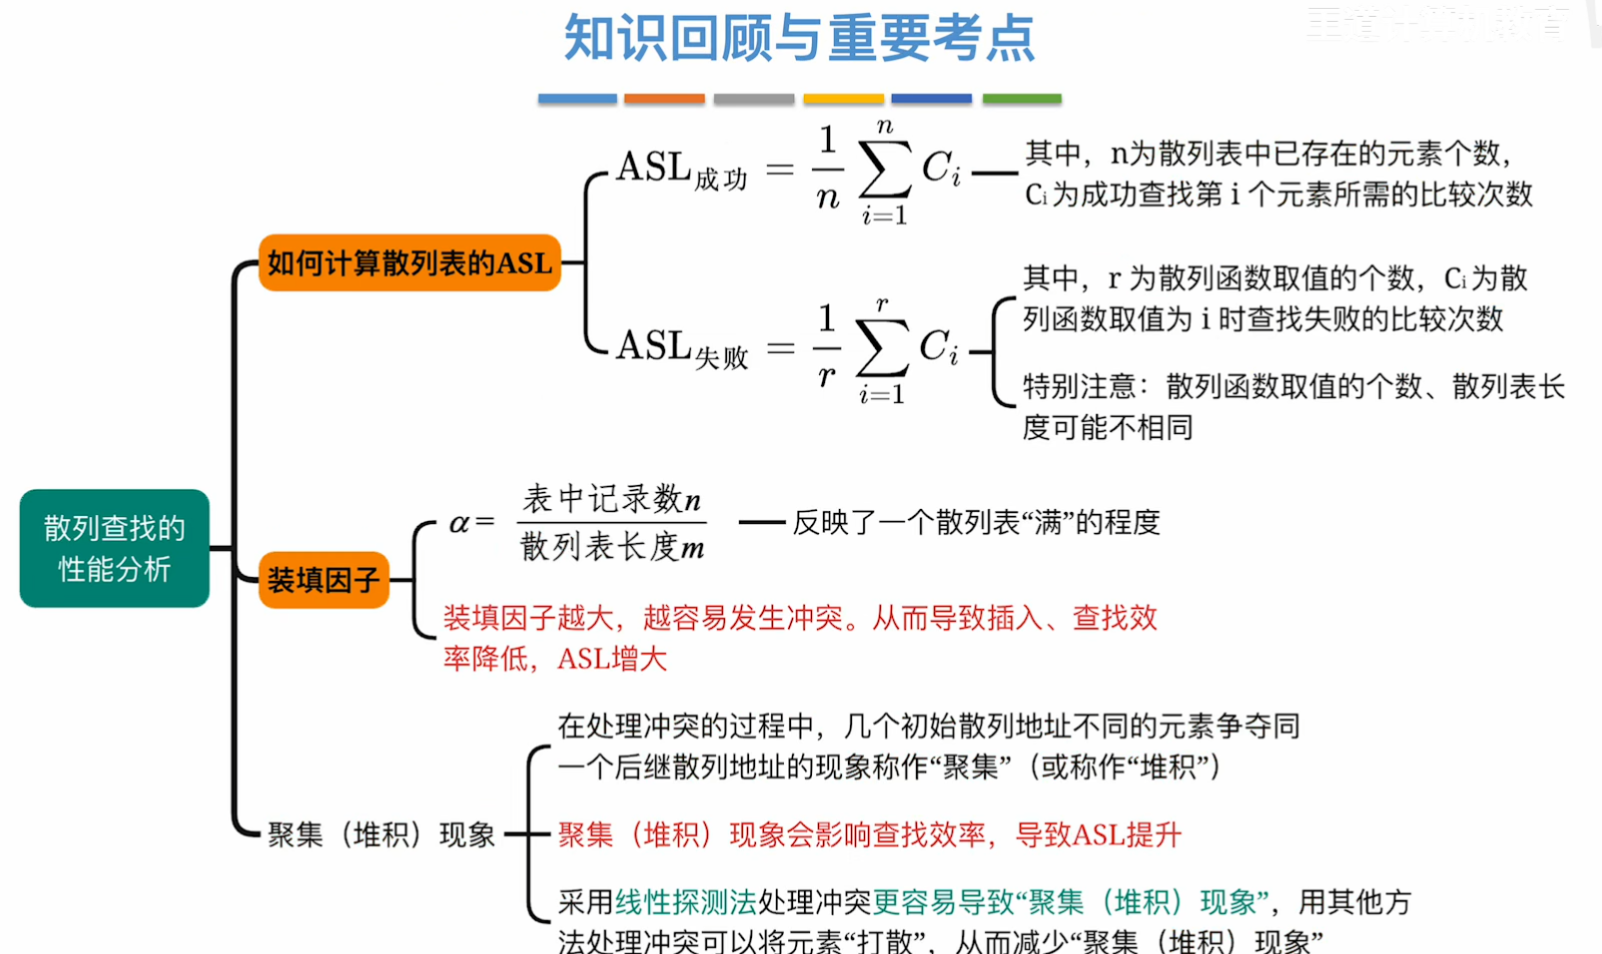 知识回顾与重要考点
王道计算机教育
ASL成功 = 1/n ∑_{i=1}^{n} C_i
其中，n为散列表中已存在的元素个数，
Ci 为成功查找第 i 个元素所需的比较次数
如何计算散列表的ASL
ASL失败 = 1/r ∑_{i=1}^{r} C_i
其中，r 为散列函数取值的个数，Ci 为散
列函数取值为 i 时查找失败的比较次数
特别注意：散列函数取值的个数、散列表长
度可能不相同
散列查找的
性能分析
装填因子
α = 表中记录数n / 散列表长度m
反映了一个散列表“满”的程度
装填因子越大，越容易发生冲突。从而导致插入、查找效
率降低，ASL增大
聚集（堆积）现象
在处理冲突的过程中，几个初始散列地址不同的元素争夺同
一个后继散列地址的现象称作“聚集”（或称作“堆积”）
聚集（堆积）现象会影响查找效率，导致ASL提升
采用线性探测法处理冲突更容易导致“聚集（堆积）现象”，用其他方
法处理冲突可以将元素“打散”，从而减少“聚集（堆积）现象”